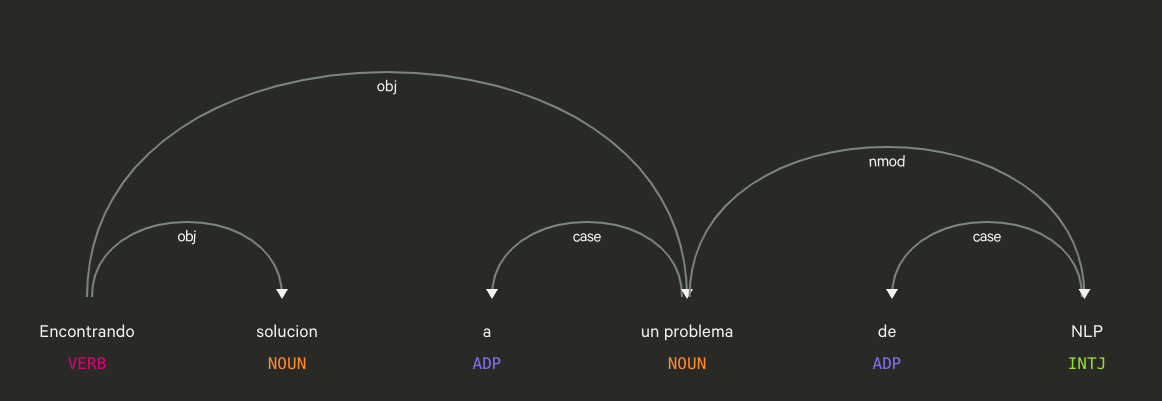 obj
nmod
obj case case
Encontrando solucion a un problema de NLP
VERB NOUN ADP NOUN ADP INTJ